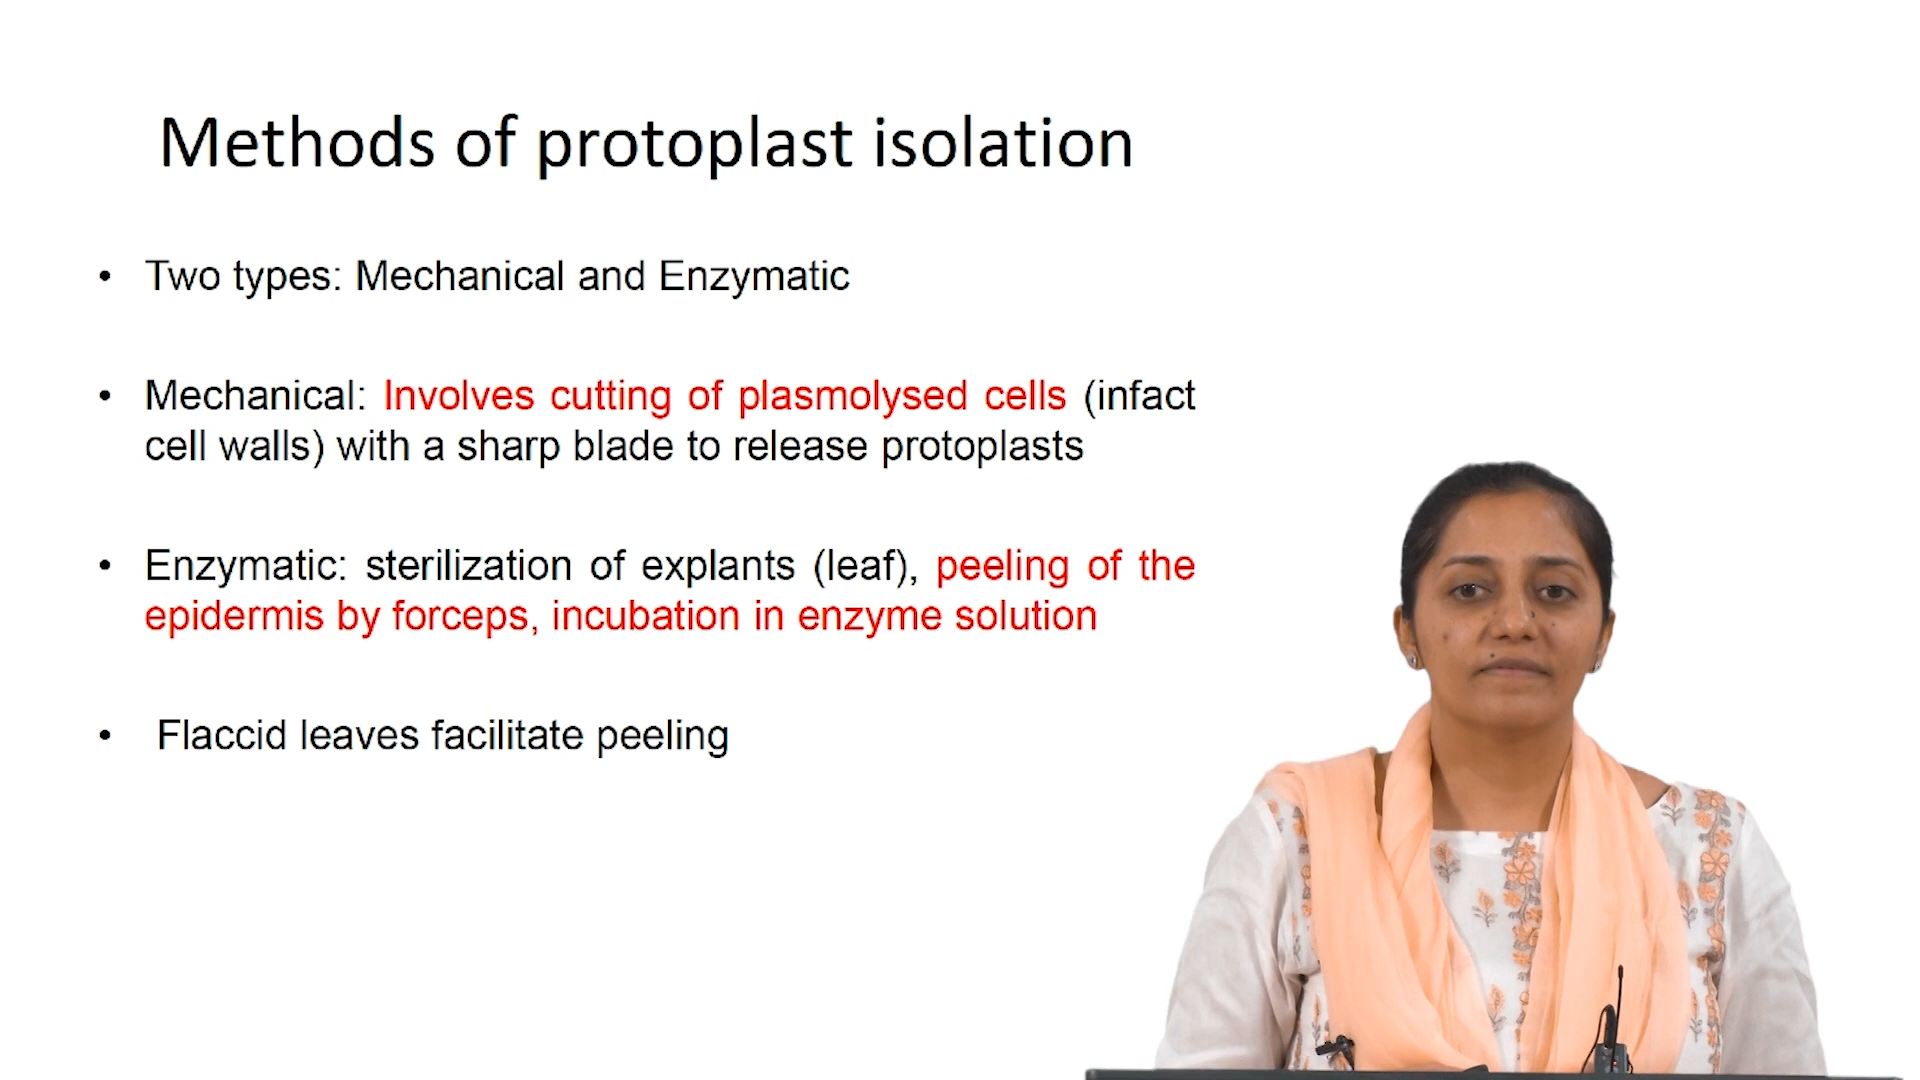 Methods of protoplast isolation
• Two types: Mechanical and Enzymatic
• Mechanical: Involves cutting of plasmolysed cells (infact
cell walls) with a sharp blade to release protoplasts
• Enzymatic: sterilization of explants (leaf), peeling of the
epidermis by forceps, incubation in enzyme solution
• Flaccid leaves facilitate peeling